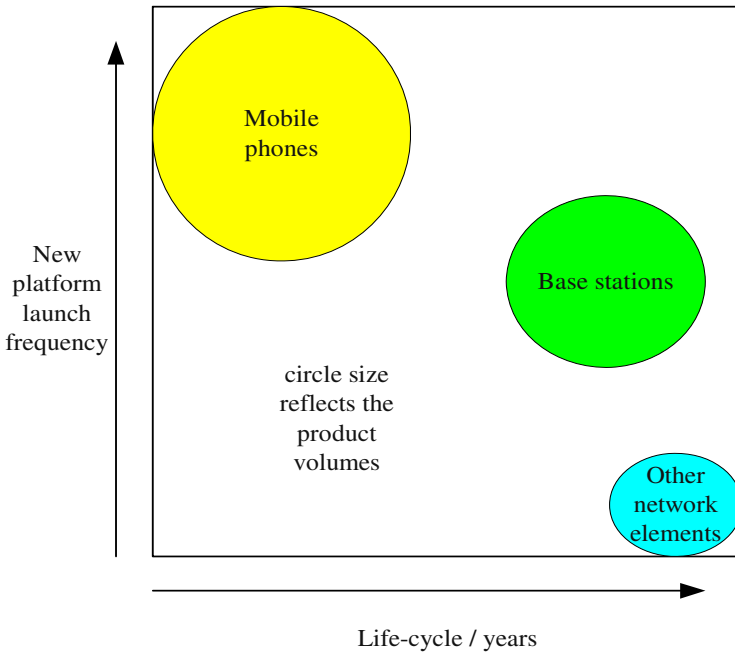 Mobile
phones
New
platform
launch
frequency
Base stations
circle size
reflects the
product
volumes
Other
network
elements
Life-cycle / years